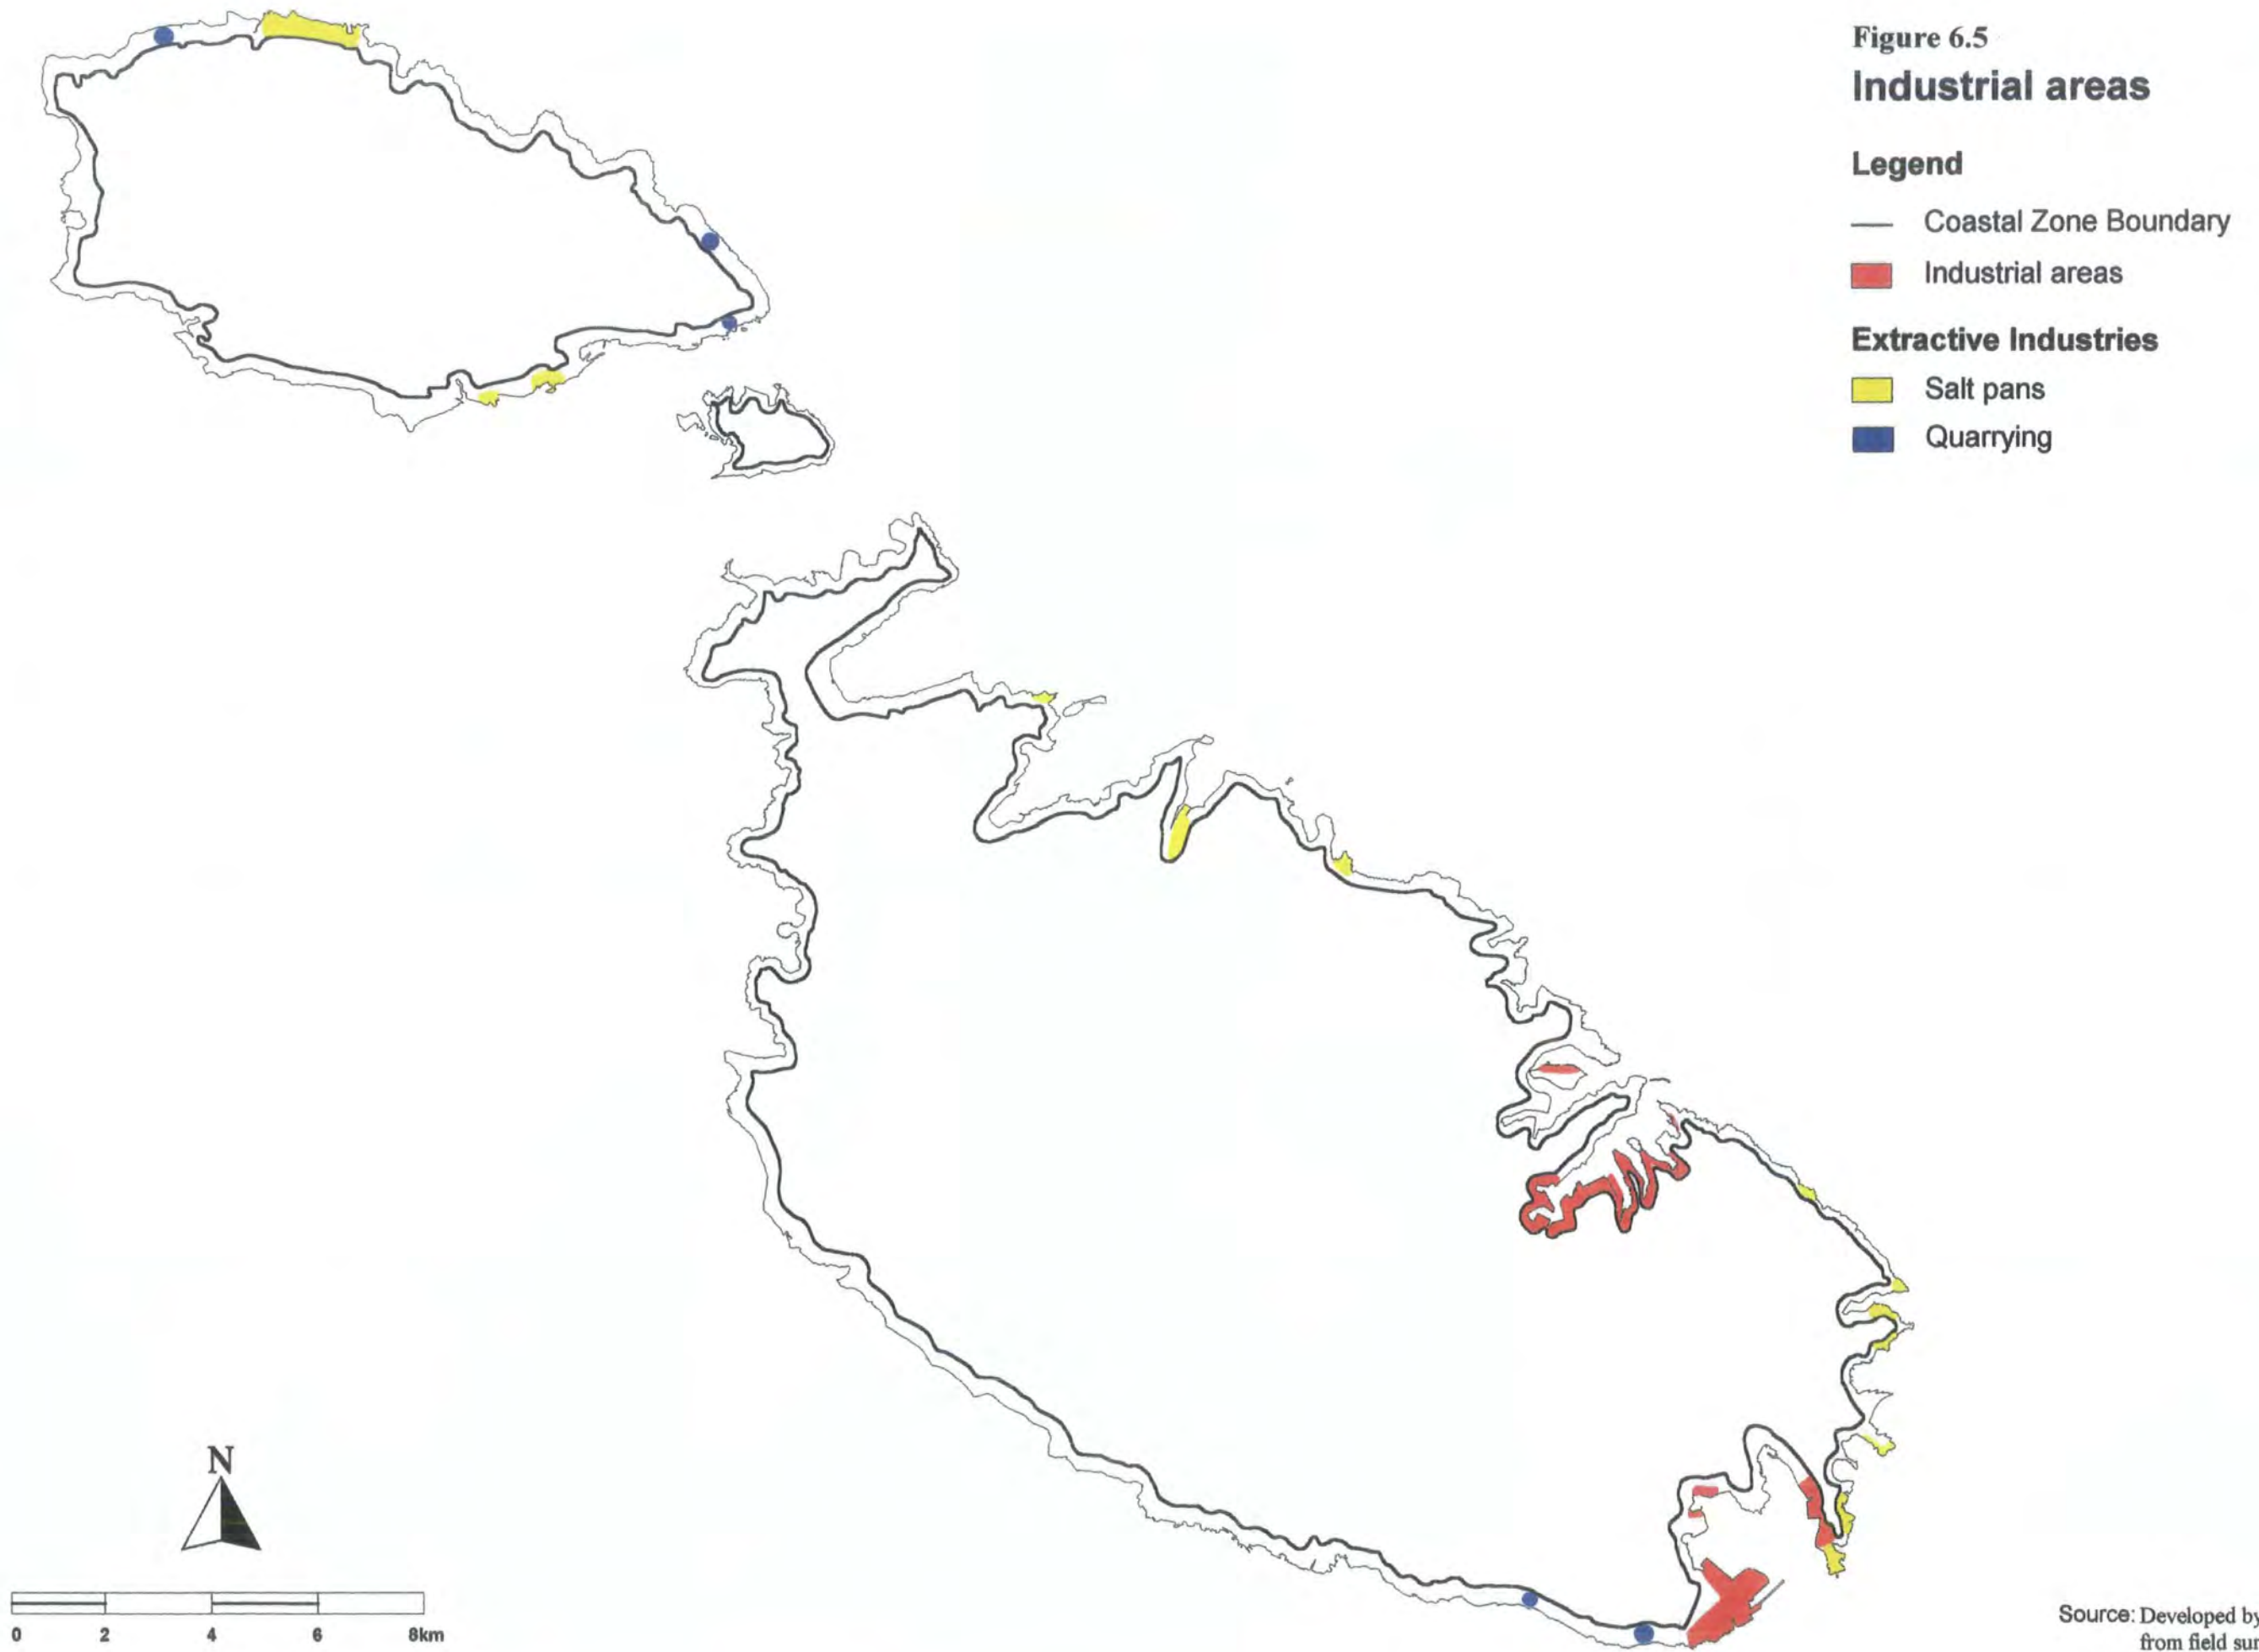 Figure 6.5
Industrial areas
Legend
Coastal Zone Boundary
Industrial areas
Extractive Industries
Salt pans
Quarrying
N
0 2 4 6 8km
Source: Developed by
from field sur